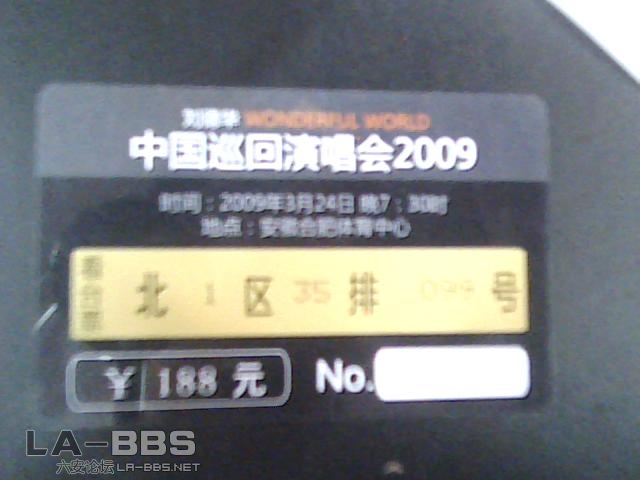 刘德华 WONDERFUL WORLD
中国巡回演唱会2009
时间：2009年3月24日 晚7：30时
地点：安徽合肥体育中心
北 1 区 35 排 099 号
￥ 188 元
No.
LA-BBS
六安论坛 LA-BBS.NET